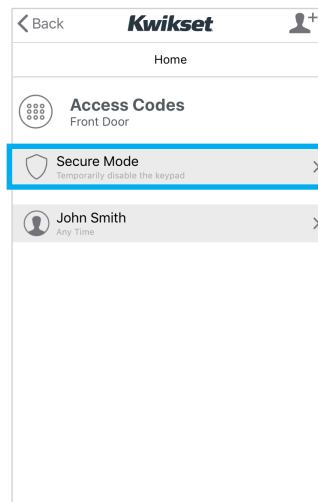 Back
Kwikset
Home
Access Codes
Front Door
Secure Mode
Temporarily disable the keypad
John Smith
Any Time